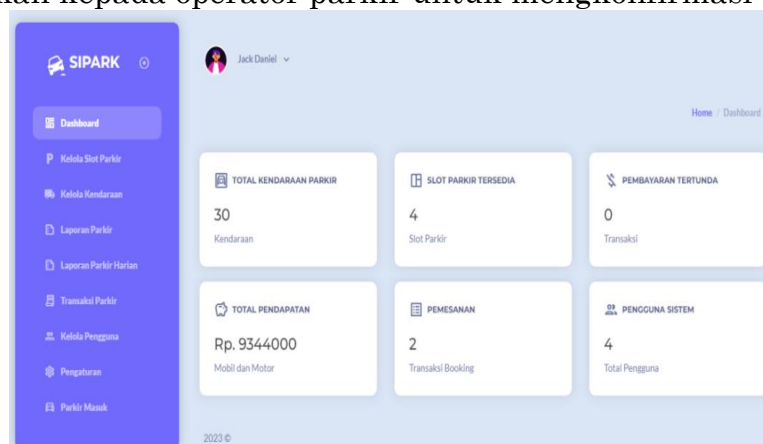 kan kepada operator parkir untuk mengkonfirmasi
SIPARK
Jack Daniel
Home / Dashboard
Dashboard
Kelola Slot Parkir
Kelola Kendaraan
Laporan Parkir
Laporan Parkir Harian
Transaksi Parkir
Kelola Pengguna
Pengaturan
Parkir Masuk
TOTAL KENDARAAN PARKIR
30
Kendaraan
SLOT PARKIR TERSEDIA
4
Slot Parkir
PEMBAYARAN TERTUNDA
0
Transaksi
TOTAL PENDAPATAN
Rp. 9344000
Mobil dan Motor
PEMESANAN
2
Transaksi Booking
PENGGUNA SISTEM
4
Total Pengguna
2023 ©